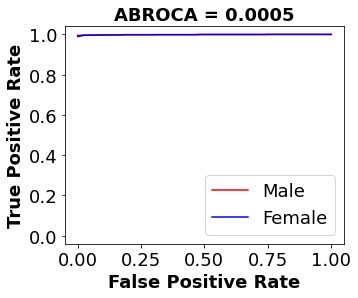 ABROCA = 0.0005
True Positive Rate
1.0
0.8
0.6
0.4
0.2
0.0
Male
Female
0.00 0.25 0.50 0.75 1.00
False Positive Rate